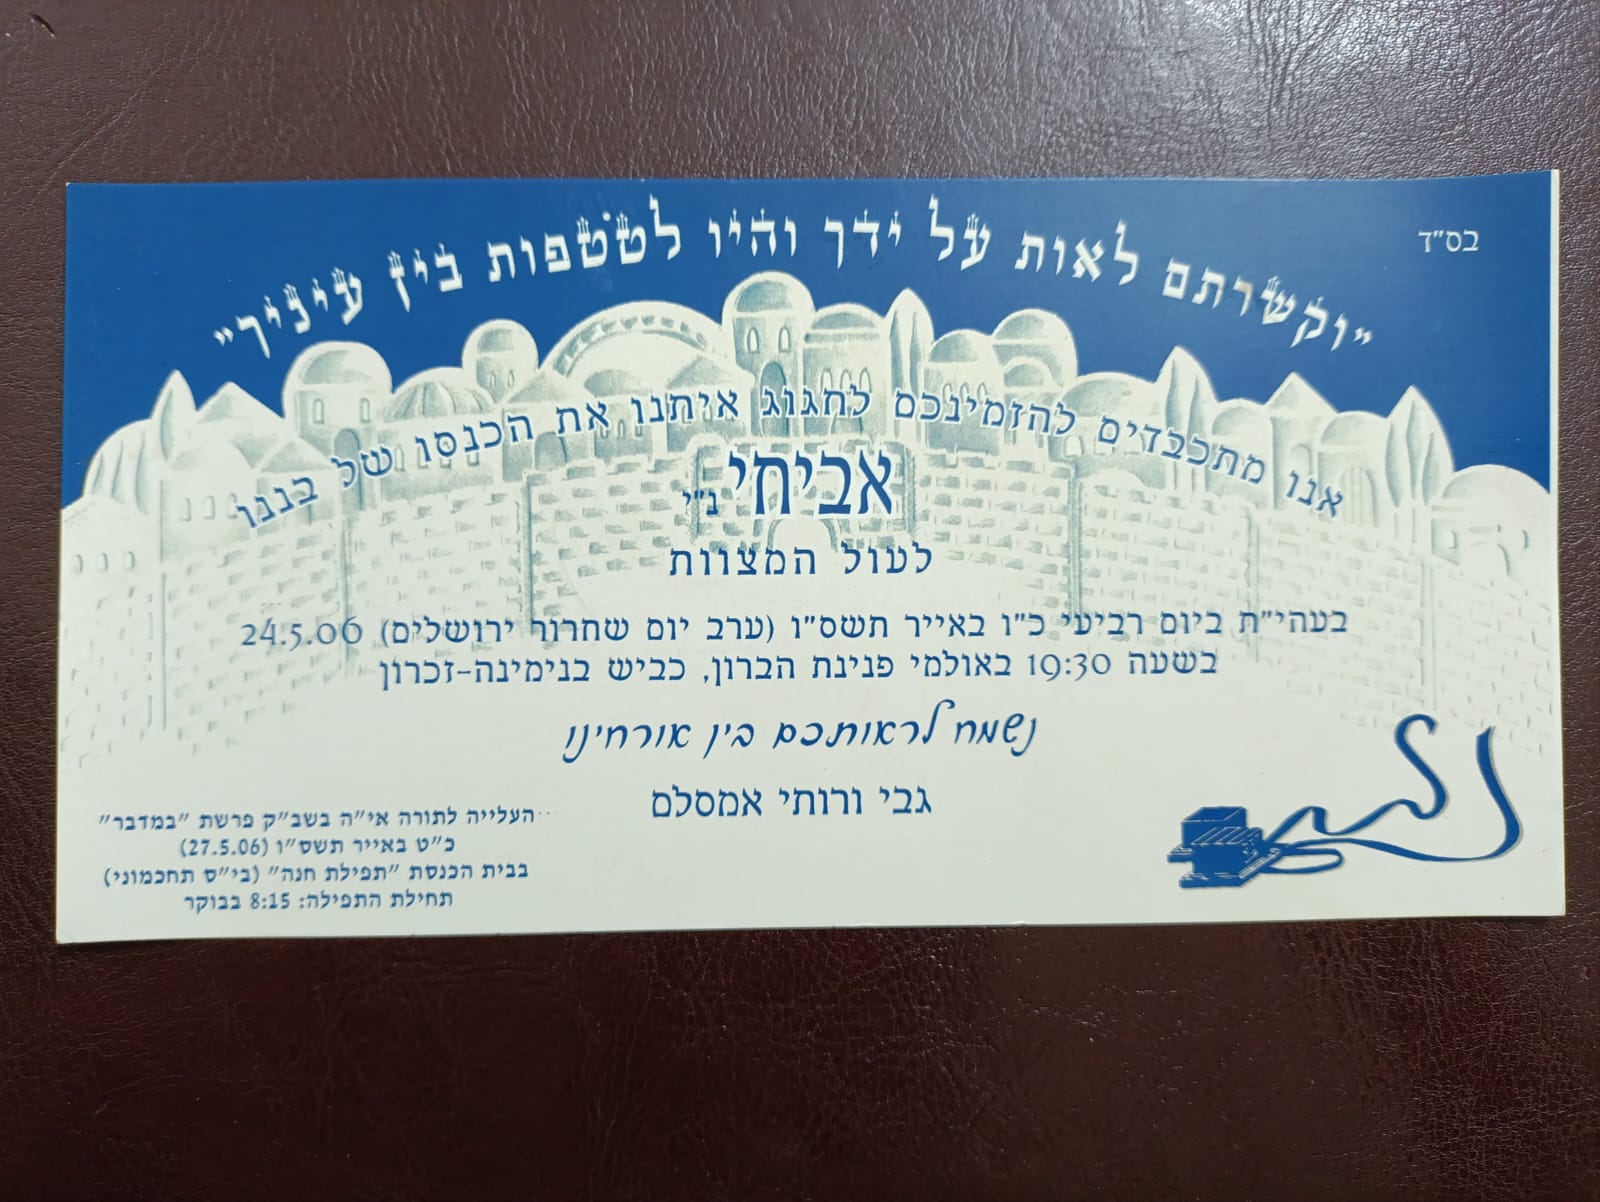 בס"ד
"וקשרתם לאות על ידך והיו לטטפות בין עיניך"
אנו מתכבדים להזמינכם לחגוג איתנו את הכנסו של בננו
אביחי נ"י
לעול המצוות
בעהי"ת ביום רביעי כ"ו באייר תשס"ו (ערב יום שחרור ירושלים) 24.5.06
בשעה 19:30 באולמי פנינת הברון, כביש בנימינה-זכרון
נשמח לראותכם בין אורחינו
גבי ורותי אמסלם
העלייה לתורה אי"ה בשב"ק פרשת "במדבר"
כ"ט באייר תשס"ו (27.5.06)
בבית הכנסת "תפילת חנה" (בי"ס תחכמוני)
תחילת התפילה: 8:15 בבוקר